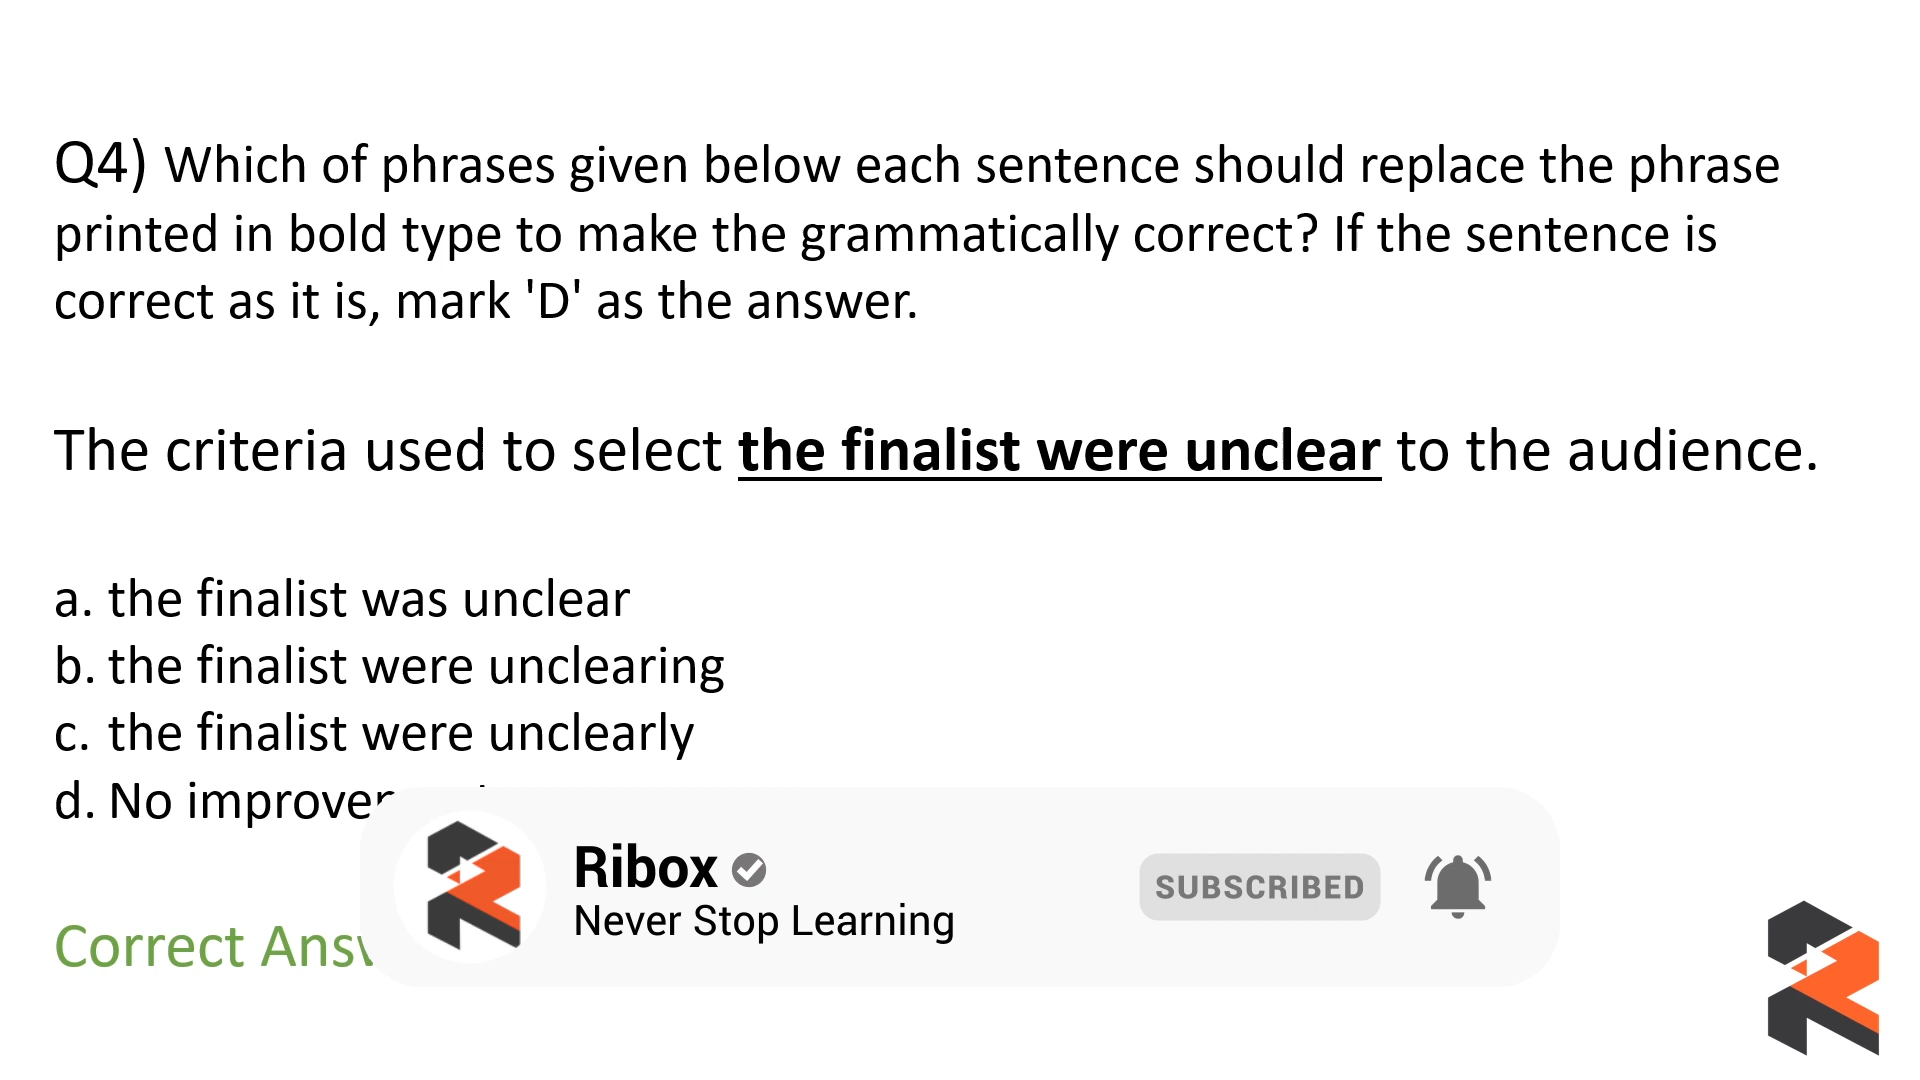 Q4) Which of phrases given below each sentence should replace the phrase
printed in bold type to make the grammatically correct? If the sentence is
correct as it is, mark 'D' as the answer.
The criteria used to select the finalist were unclear to the audience.
a. the finalist was unclear
b. the finalist were unclearing
c. the finalist were unclearly
d. No
Correct
Ribox
Never Stop Learning
SUBSCRIBED